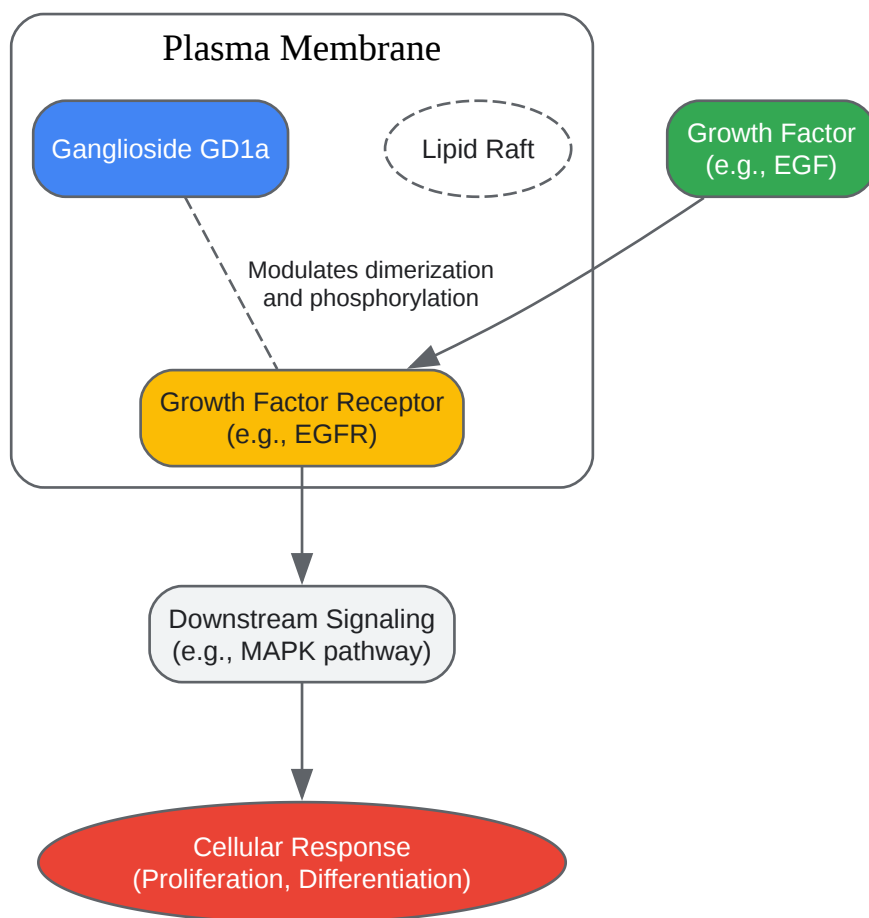 Plasma Membrane
Ganglioside GD1a
Lipid Raft
Growth Factor
(e.g., EGF)
Modulates dimerization
and phosphorylation
Growth Factor Receptor
(e.g., EGFR)
Downstream Signaling
(e.g., MAPK pathway)
Cellular Response
(Proliferation, Differentiation)